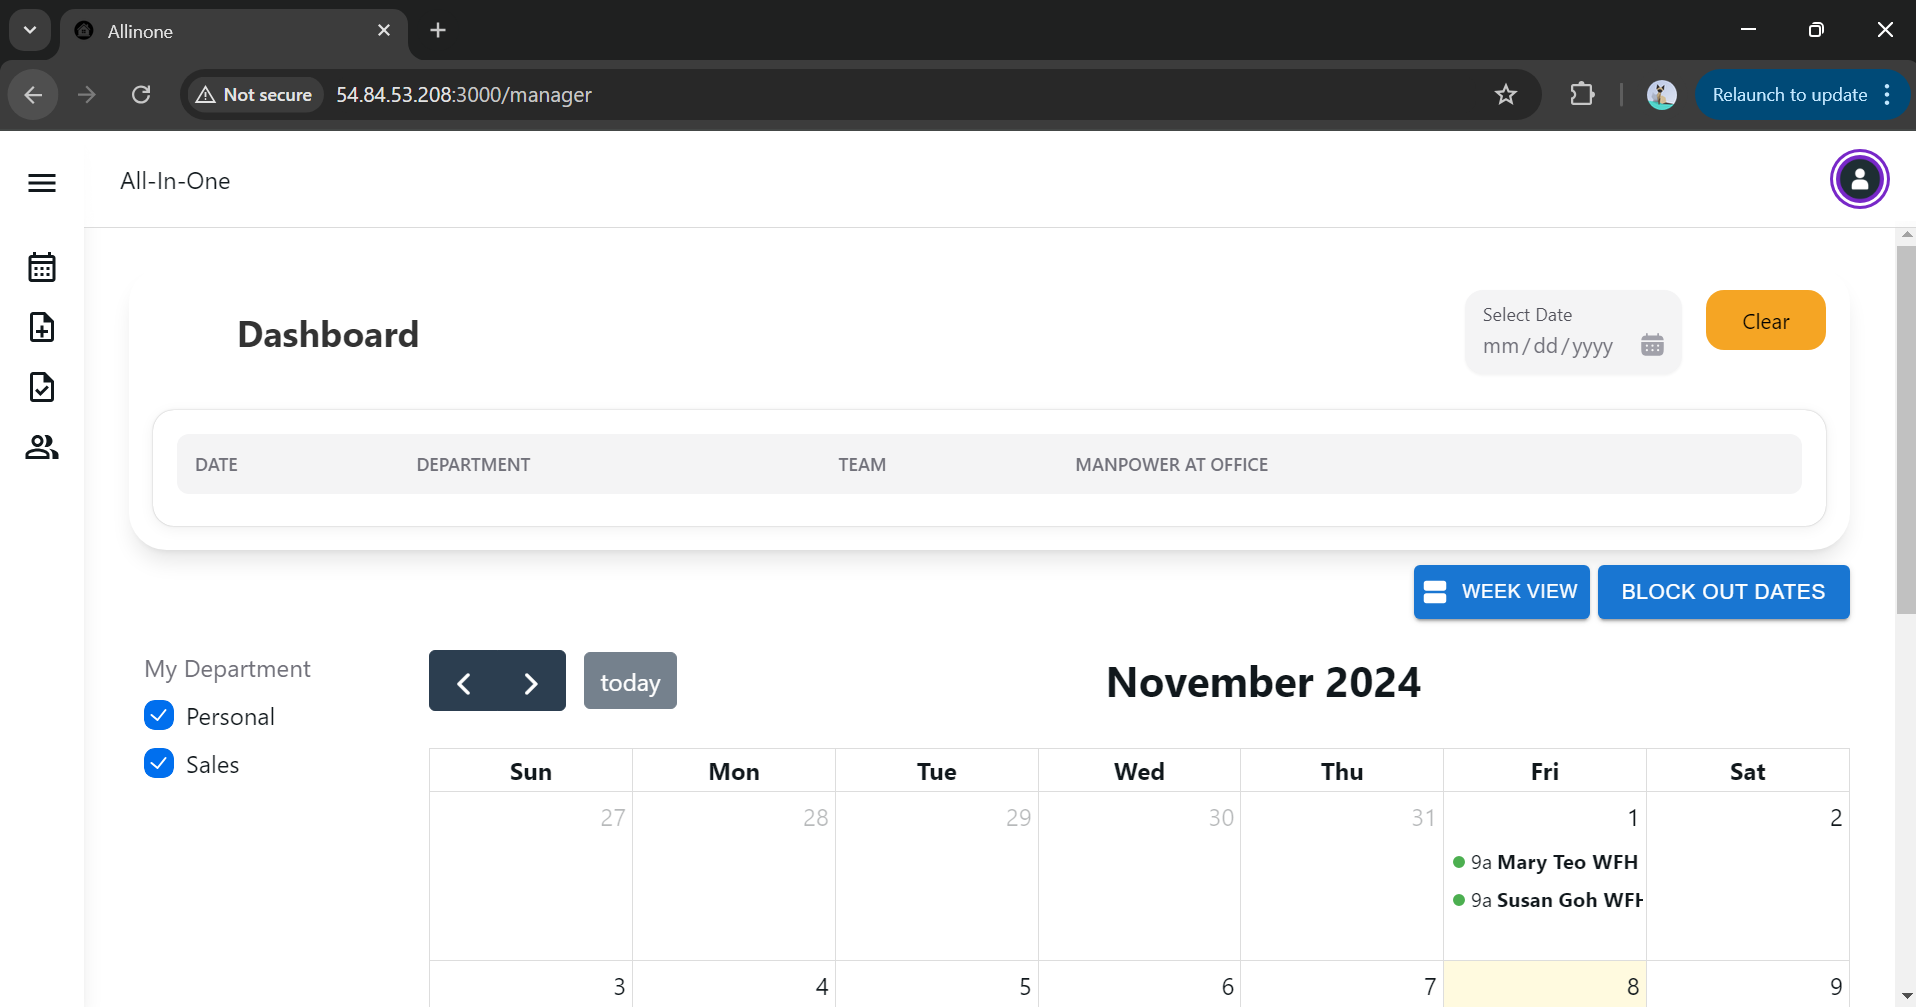 Allinone
Not secure 54.84.53.208:3000/manager Relaunch to update
All-In-One
Dashboard
Select Date
mm/dd/yyyy
Clear
DATE DEPARTMENT TEAM MANPOWER AT OFFICE
WEEK VIEW BLOCK OUT DATES
My Department
Personal
Sales
today November 2024
Sun Mon Tue Wed Thu Fri Sat
27 28 29 30 31 1 2
9a Mary Teo WFH
9a Susan Goh WFH
3 4 5 6 7 8 9